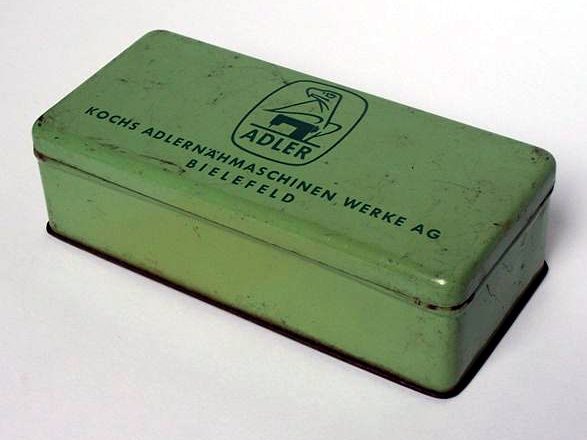 ADLER
KOCHS ADLERNÄHMASCHINEN WERKE AG
BIELEFELD